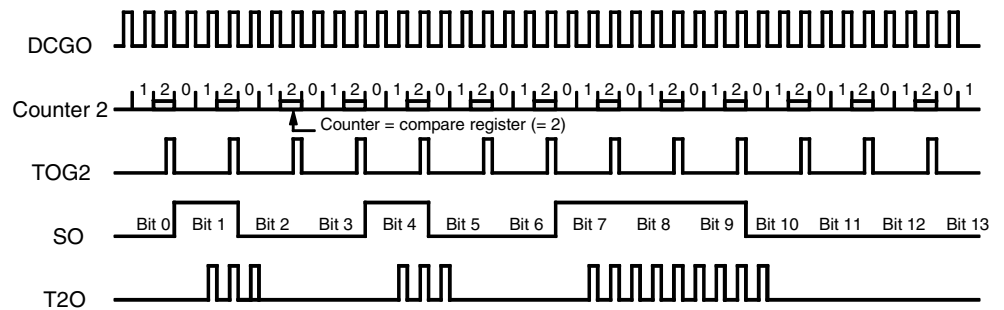 DCGO
Counter 2
1 2 0 1 2 0 1 2 0 1 2 0 1 2 0 1 2 0 1 2 0 1 2 0 1 2 0 1 2 0 1 2 0 1 2 0 1 2 0 1
Counter = compare register (= 2)
TOG2
SO
Bit 0 Bit 1 Bit 2 Bit 3 Bit 4 Bit 5 Bit 6 Bit 7 Bit 8 Bit 9 Bit 10 Bit 11 Bit 12 Bit 13
T2O